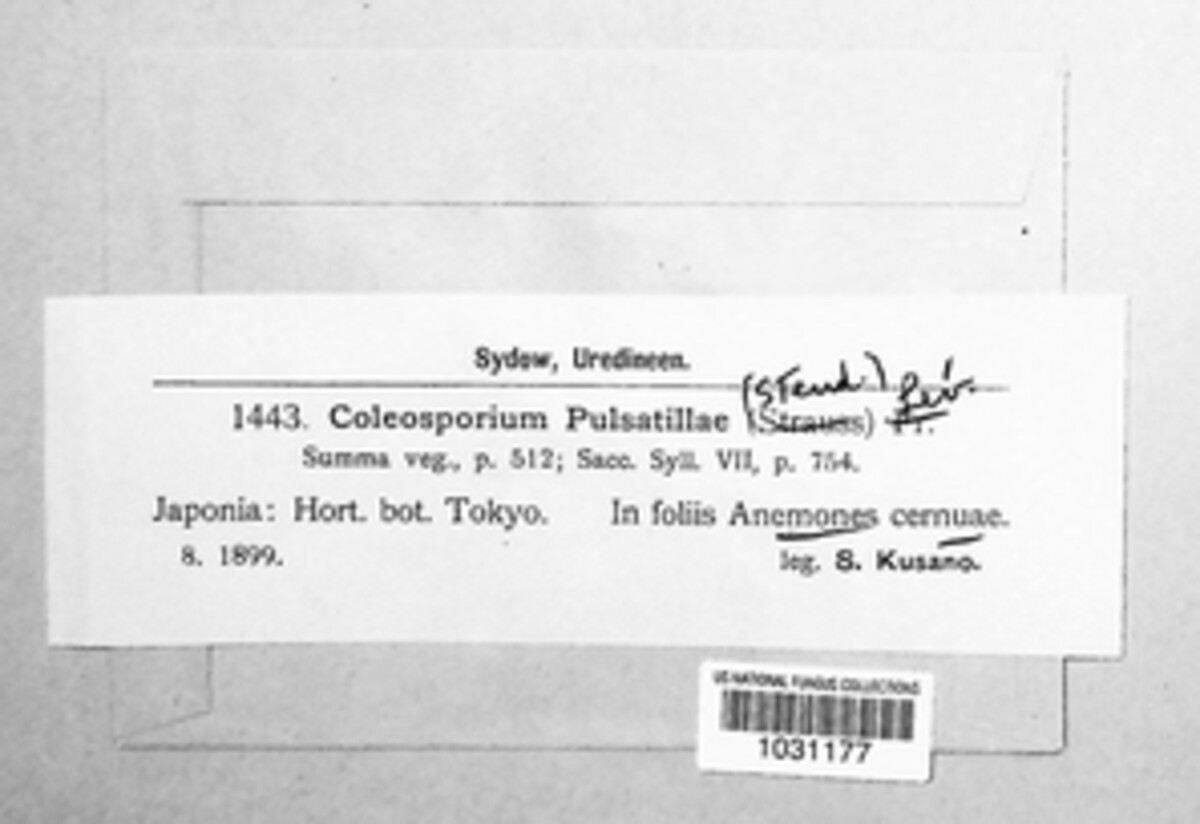 Sydow, Uredineen.
(Steud.) Lév.
1443. Coleosporium Pulsatillae (Strauss) Fr.
Summa veg., p. 512; Sacc. Syll. VII, p. 754.
Japonia: Hort. bot. Tokyo. In foliis Anemones cernuae.
8. 1899. leg. S. Kusano.
US NATIONAL FUNGUS COLLECTIONS
1031177